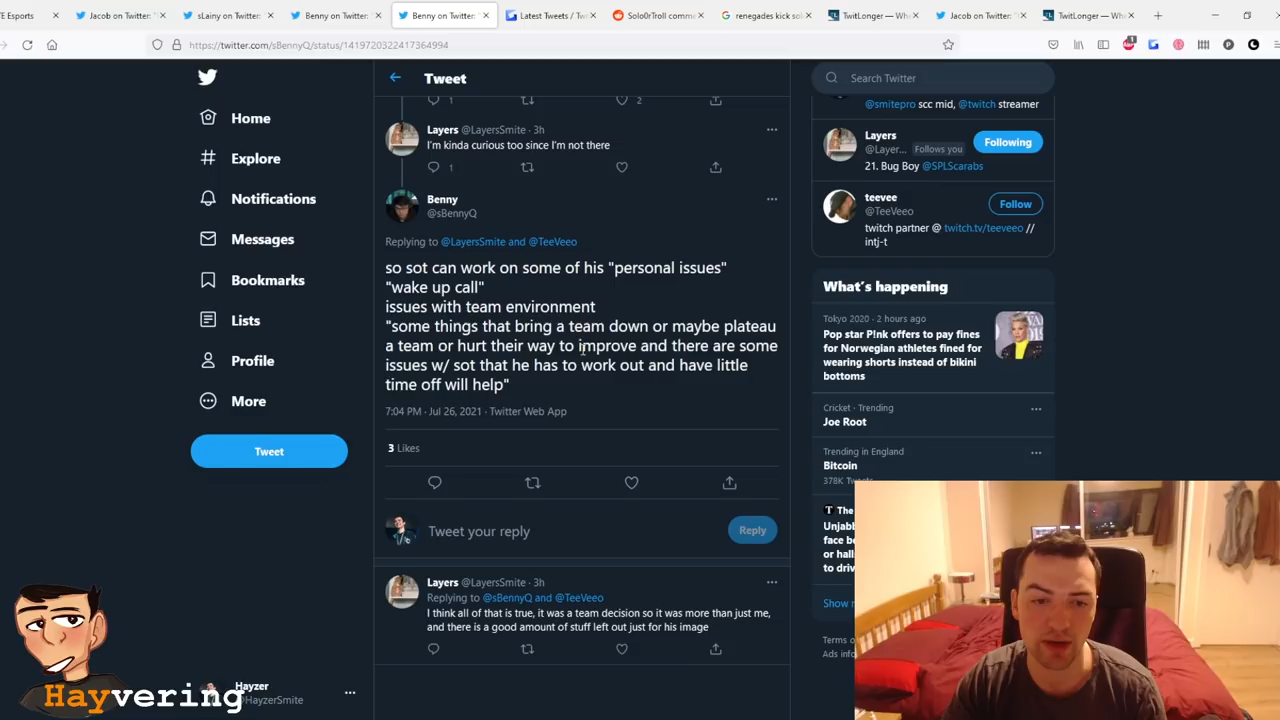 TE Esports
Jacob on Twitter: "
sLainy on Twitter: "
Benny on Twitter: "
Benny on Twitter: "
Latest Tweets / Twi
Solo0rTroll comme
renegades kick sol
TwitLonger — Whe
Jacob on Twitter: "
TwitLonger — Whe
https://twitter.com/sBennyQ/status/1419720322417364994
Home
Explore
Notifications
Messages
Bookmarks
Lists
Profile
More
Tweet
Hayzer
@HayzerSmite
Tweet
1
2
Layers @LayersSmite · 3h
I'm kinda curious too since I'm not there
1
Benny
@sBennyQ
Replying to @LayersSmite and @TeeVeeo
so sot can work on some of his "personal issues"
"wake up call"
issues with team environment
"some things that bring a team down or maybe plateau
a team or hurt their way to improve and there are some
issues w/ sot that he has to work out and have little
time off will help"
7:04 PM · Jul 26, 2021 · Twitter Web App
3 Likes
Tweet your reply
Reply
Layers @LayersSmite · 3h
Replying to @sBennyQ and @TeeVeeo
I think all of that is true, it was a team decision so it was more than just me,
and there is a good amount of stuff left out just for his image
Search Twitter
@smitepro scc mid, @twitch streamer
Layers
@Layer... Follows you
Following
21. Bug Boy @SPLScarabs
teevee
@TeeVeeo
Follow
twitch partner @ twitch.tv/teeveeo //
intj-t
What's happening
Tokyo 2020 · 2 hours ago
Pop star P!nk offers to pay fines
for Norwegian athletes fined for
wearing shorts instead of bikini
bottoms
Cricket · Trending
Joe Root
Trending in England
Bitcoin
378K Tweets
The
Unjabb
face be
or halls
to driv
Show m
Terms o
Ads info
Hayvering